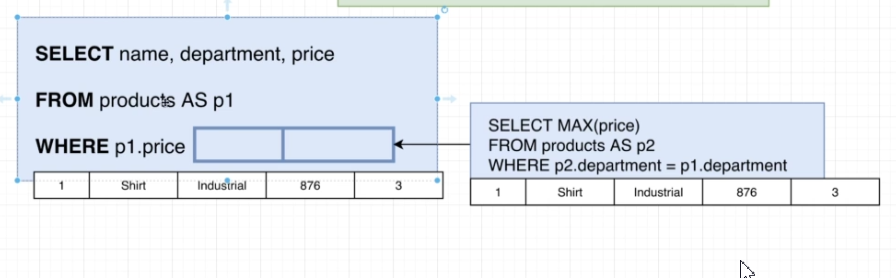 SELECT name, department, price
FROM products AS p1
WHERE p1.price
1 Shirt Industrial 876 3
SELECT MAX(price)
FROM products AS p2
WHERE p2.department = p1.department
1 Shirt Industrial 876 3